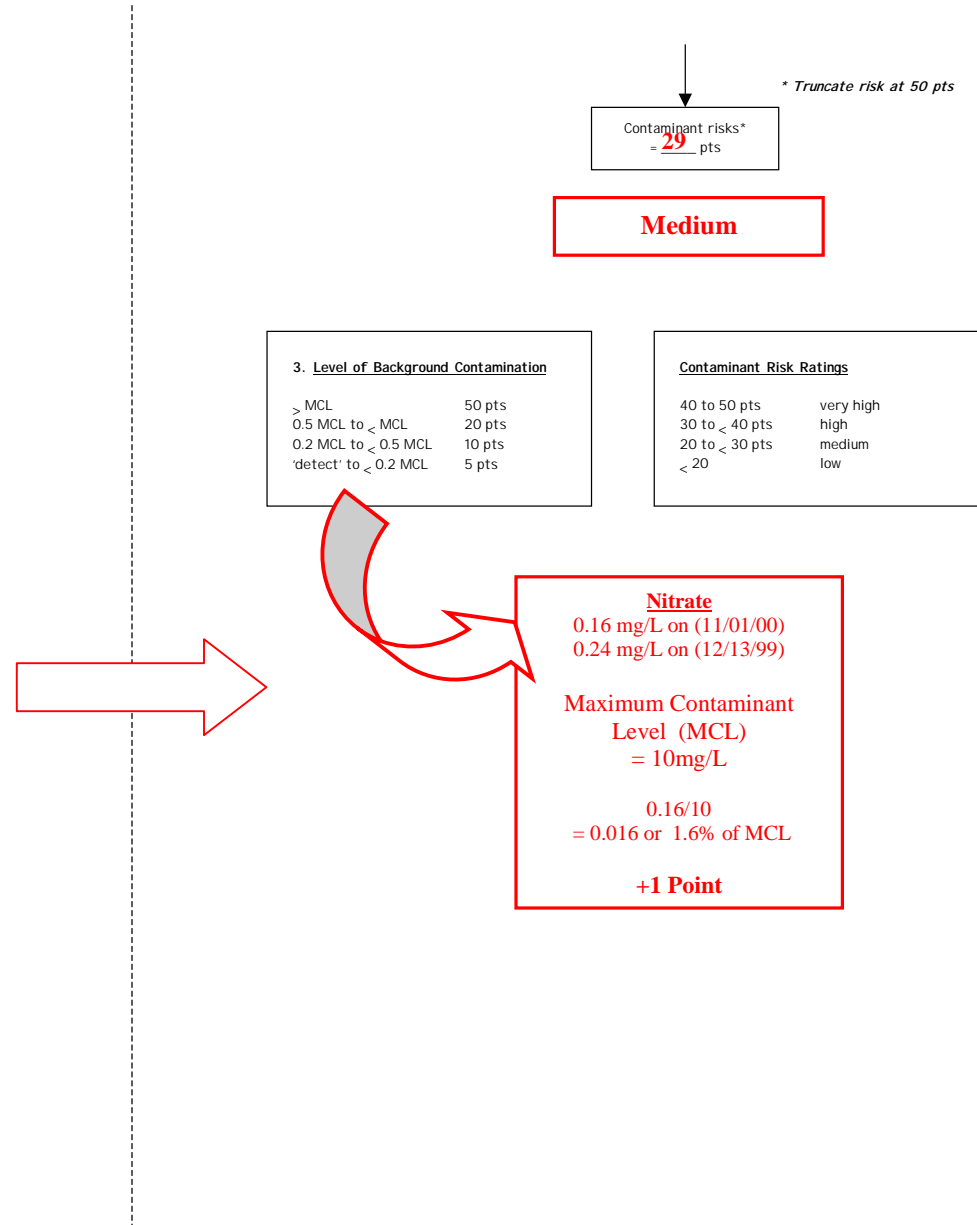 * Truncate risk at 50 pts
Contaminant risks*
= 29 pts
Medium
3. Level of Background Contamination
> MCL 50 pts
0.5 MCL to < MCL 20 pts
0.2 MCL to < 0.5 MCL 10 pts
'detect' to < 0.2 MCL 5 pts
Contaminant Risk Ratings
40 to 50 pts very high
30 to < 40 pts high
20 to < 30 pts medium
< 20 low
Nitrate
0.16 mg/L on (11/01/00)
0.24 mg/L on (12/13/99)
Maximum Contaminant
Level (MCL)
= 10mg/L
0.16/10
= 0.016 or 1.6% of MCL
+1 Point